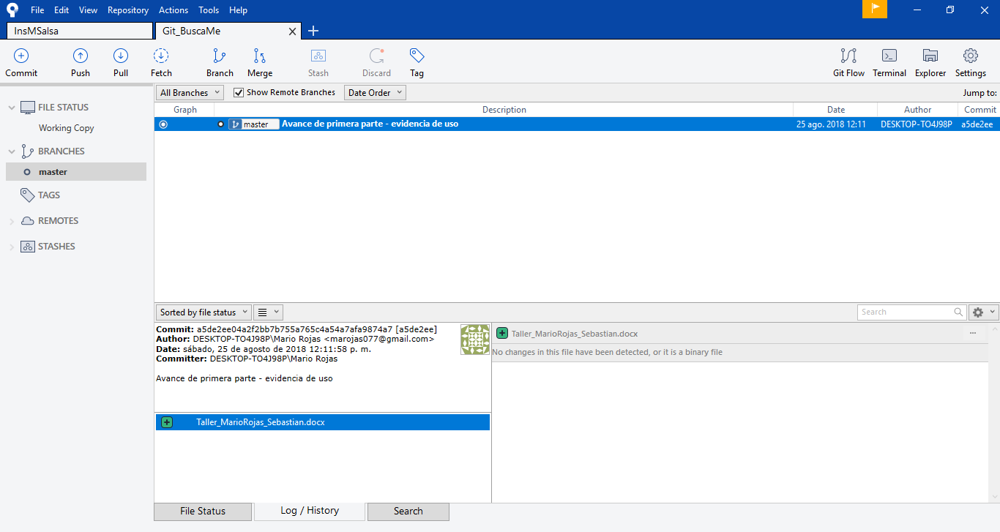 File Edit View Repository Actions Tools Help
InsMSalsa Git_BuscaMe
Commit Push Pull Fetch Branch Merge Stash Discard Tag Git Flow Terminal Explorer Settings
All Branches Show Remote Branches Date Order Jump to:
Graph Description Date Author Commit
master Avance de primera parte - evidencia de uso 25 ago. 2018 12:11 DESKTOP-TO4J98P a5de2ee
FILE STATUS
Working Copy
BRANCHES
master
TAGS
REMOTES
STASHES
Sorted by file status Search
Commit: a5de2ee04a2f2bb7b755a765c4a54a7afa9874a7 [a5de2ee]
Author: DESKTOP-TO4J98P\Mario Rojas <marojas077@gmail.com>
Date: sábado, 25 de agosto de 2018 12:11:58 p. m.
Committer: DESKTOP-TO4J98P\Mario Rojas
Avance de primera parte - evidencia de uso
Taller_MarioRojas_Sebastian.docx
Taller_MarioRojas_Sebastian.docx ...
No changes in this file have been detected, or it is a binary file
File Status Log / History Search